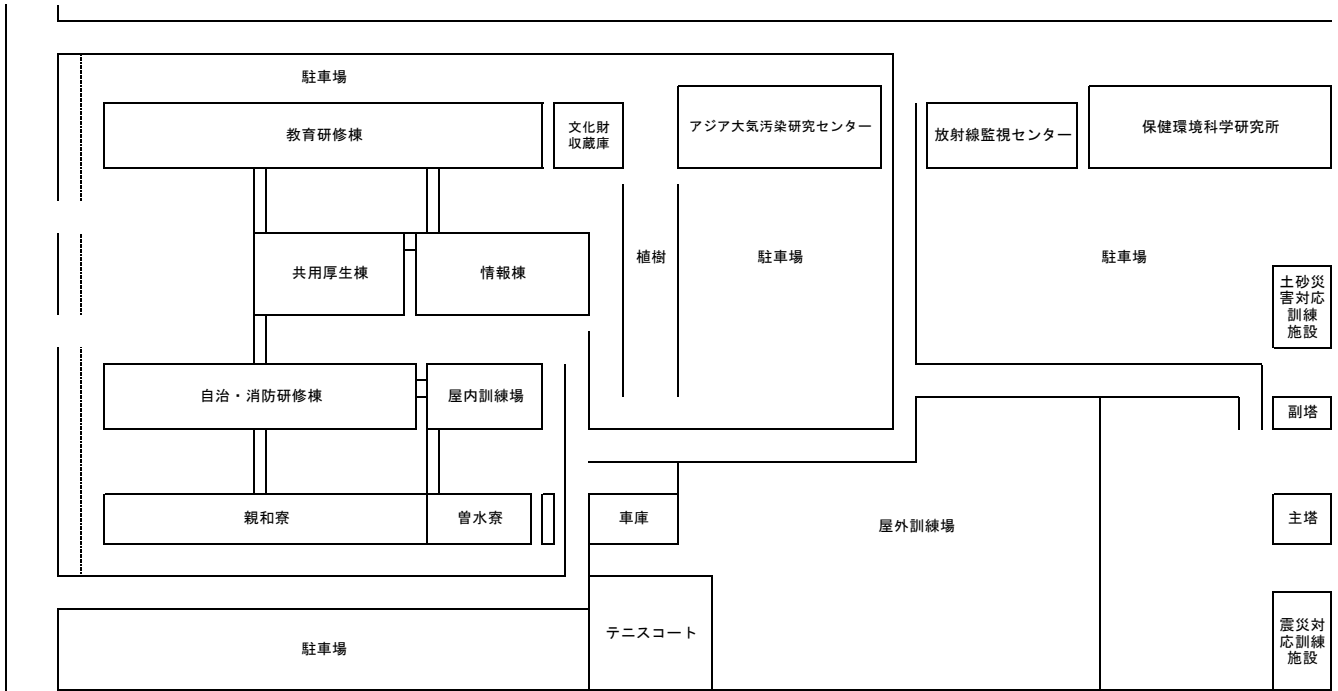 駐車場
教育研修棟
文化財
収蔵庫
アジア大気汚染研究センター
放射線監視センター
保健環境科学研究所
植樹
駐車場
駐車場
共用厚生棟
情報棟
土砂災
害対応
訓練
施設
自治・消防研修棟
屋内訓練場
副塔
親和寮
曽水寮
車庫
屋外訓練場
主塔
駐車場
テニスコート
震災対
応訓練
施設